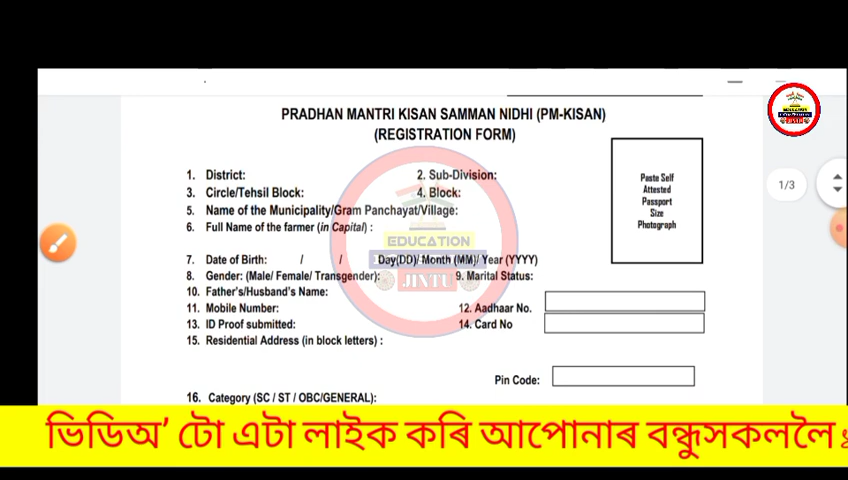 PRADHAN MANTRI KISAN SAMMAN NIDHI (PM-KISAN)
(REGISTRATION FORM)
Paste Self
Attested
Passport
Size
Photograph
1/3
1. District: 2. Sub-Division:
3. Circle/Tehsil Block: 4. Block:
5. Name of the Municipality/Gram Panchayat/Village:
6. Full Name of the farmer (in Capital) :
7. Date of Birth: / / Day(DD)/ Month (MM)/ Year (YYYY)
8. Gender: (Male/ Female/ Transgender): 9. Marital Status:
10. Father's/Husband's Name:
11. Mobile Number: 12. Aadhaar No.
13. ID Proof submitted: 14. Card No
15. Residential Address (in block letters) :
Pin Code:
16. Category (SC / ST / OBC/GENERAL):
EDUCATION
JINTU
EDUCATION
JINTU
ভিডিঅ' টো এটা লাইক কৰি আপোনাৰ বন্ধুসকললৈ